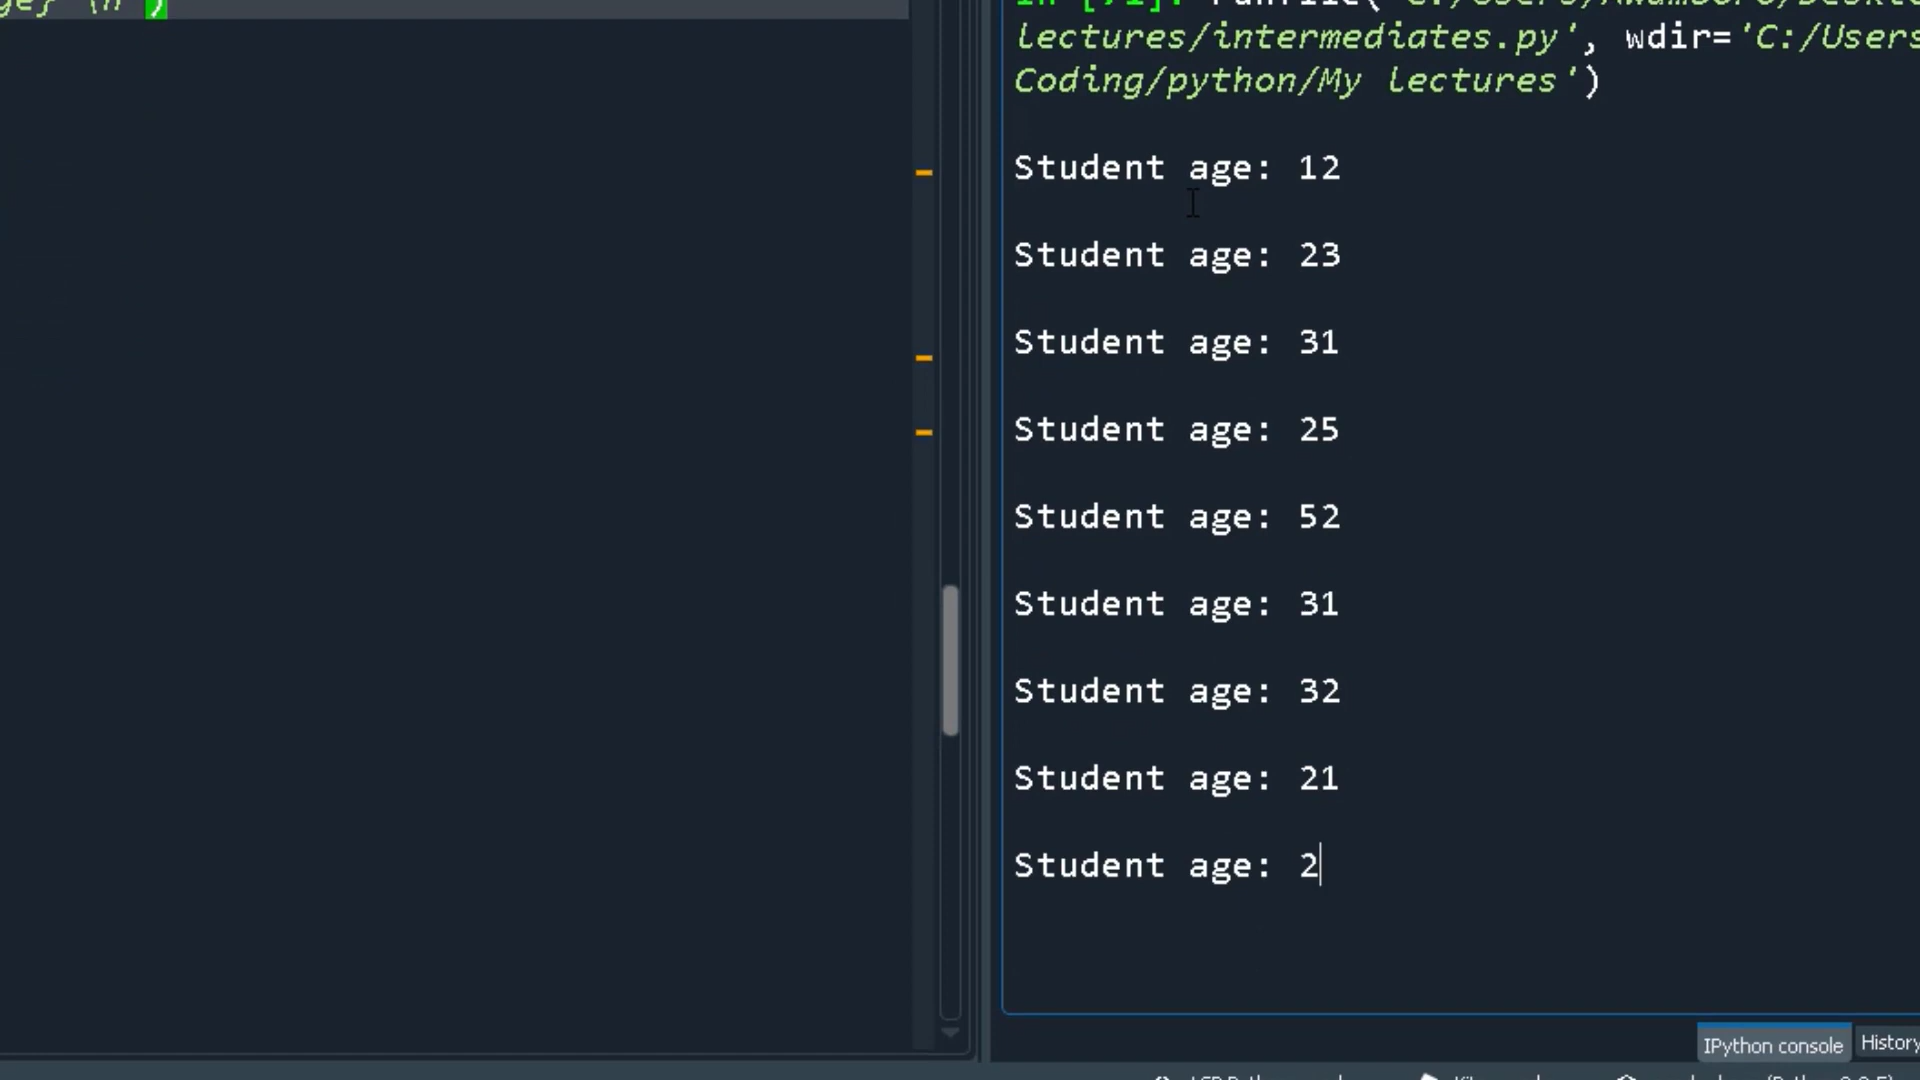 ge} \n')
lectures/intermediates.py', wdir='C:/Users
Coding/python/My lectures')
Student age: 12
Student age: 23
Student age: 31
Student age: 25
Student age: 52
Student age: 31
Student age: 32
Student age: 21
Student age: 2
IPython console
History